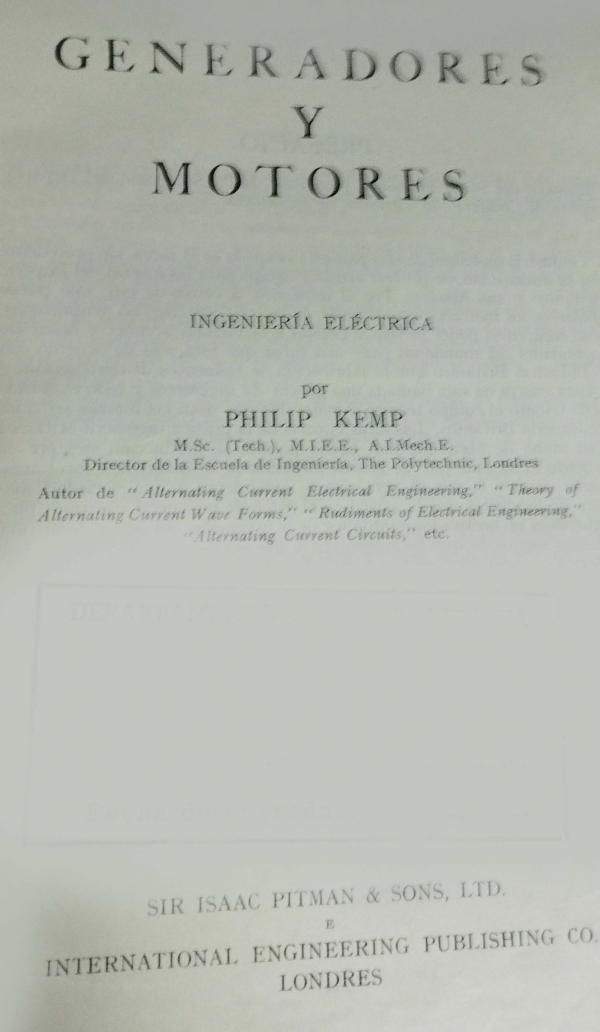 GENERADORES
Y
MOTORES
INGENIERÍA ELÉCTRICA
por
PHILIP KEMP
M.Sc. (Tech.), M.I.E.E., A.I.Mech.E.
Director de la Escuela de Ingeniería, The Polytechnic, Londres
Autor de "Alternating Current Electrical Engineering," "Theory of
Alternating Current Wave Forms," "Rudiments of Electrical Engineering,"
"Alternating Current Circuits," etc.
SIR ISAAC PITMAN & SONS, LTD.
E
INTERNATIONAL ENGINEERING PUBLISHING CO.
LONDRES